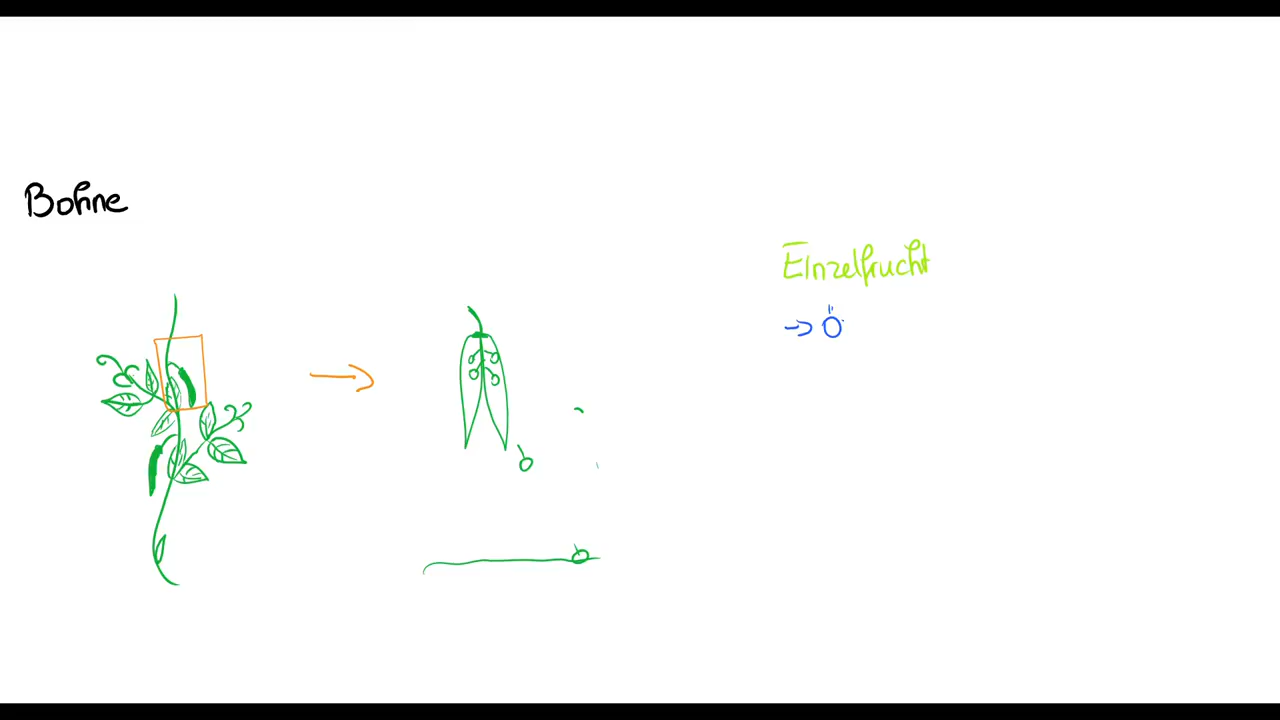 Bohne
Einzelfrucht
→ Ö